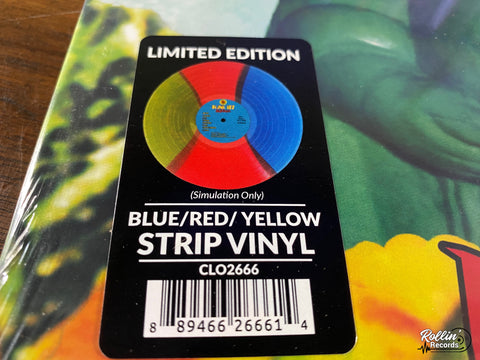 LIMITED EDITION
(Simulation Only)
BLUE/RED/ YELLOW
STRIP VINYL
CLO2666
8 89466 26661 4
Rollin'
Records